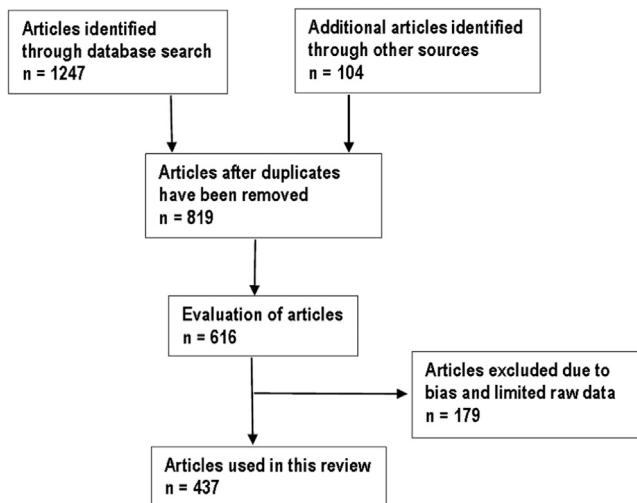 Articles identified
through database search
n = 1247
Additional articles identified
through other sources
n = 104
Articles after duplicates
have been removed
n = 819
Evaluation of articles
n = 616
Articles excluded due to
bias and limited raw data
n = 179
Articles used in this review
n = 437